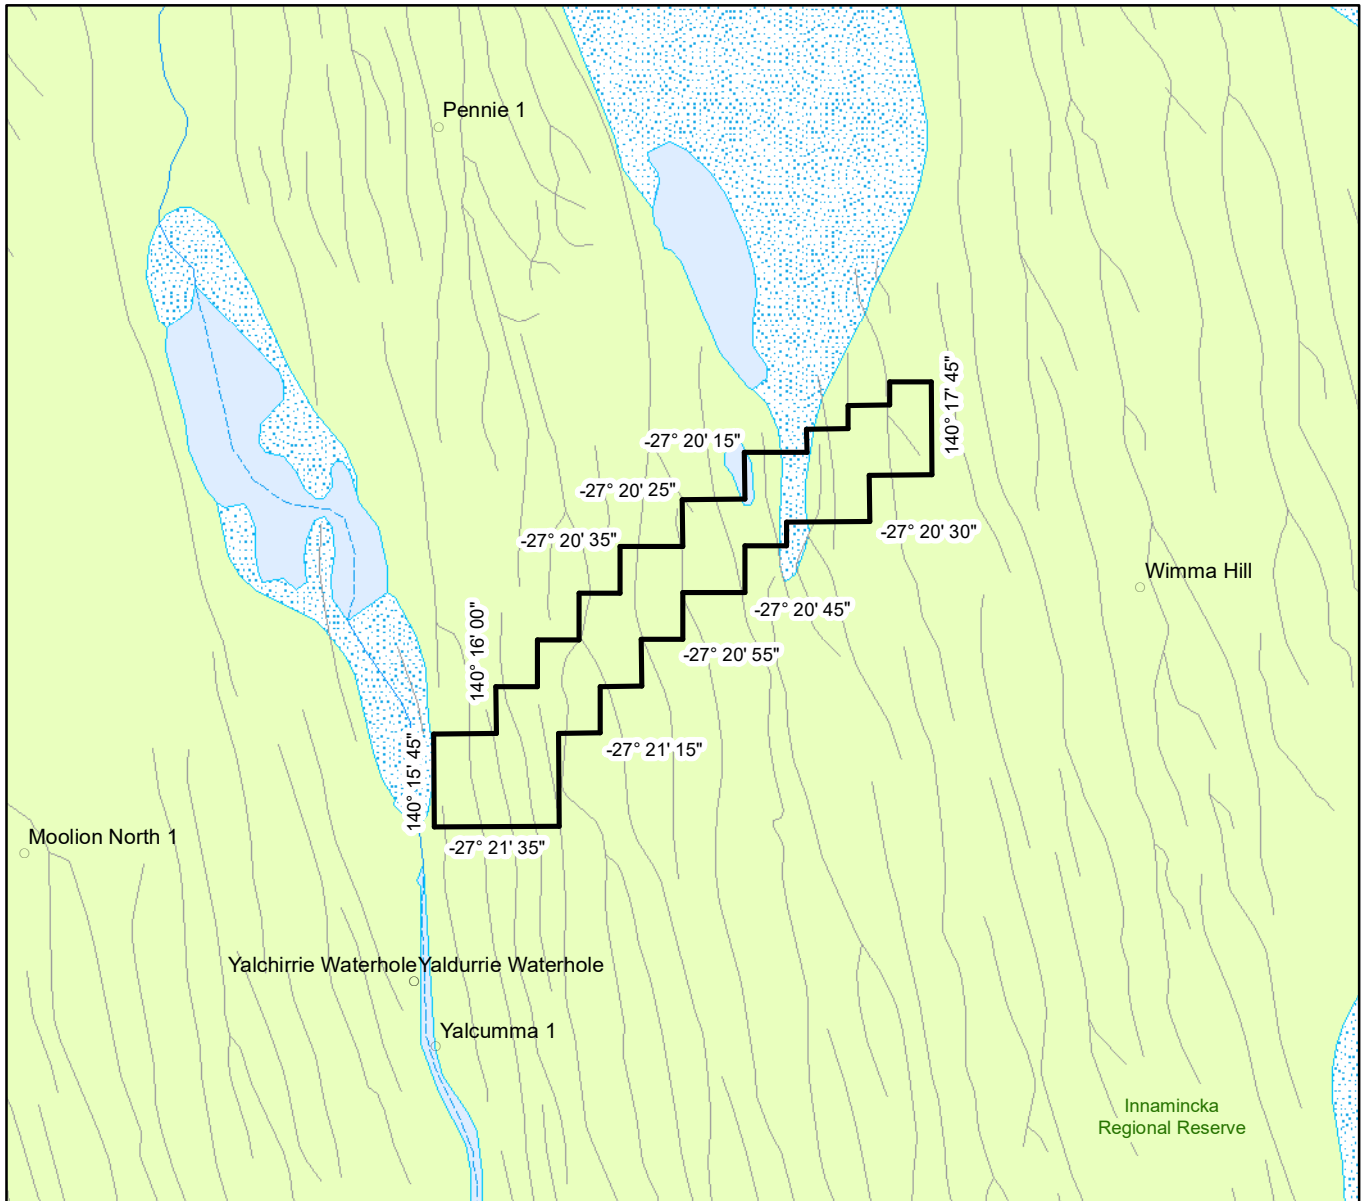 Pennie 1
140° 17' 45"
-27° 20' 15"
-27° 20' 25"
-27° 20' 35"
-27° 20' 30"
Wimma Hill
-27° 20' 45"
140° 16' 00"
-27° 20' 55"
-27° 21' 15"
140° 15' 45"
Moolion North 1
-27° 21' 35"
Yalchirrie Waterhole
Yaldurrie Waterhole
Yalcumma 1
Innamincka
Regional Reserve